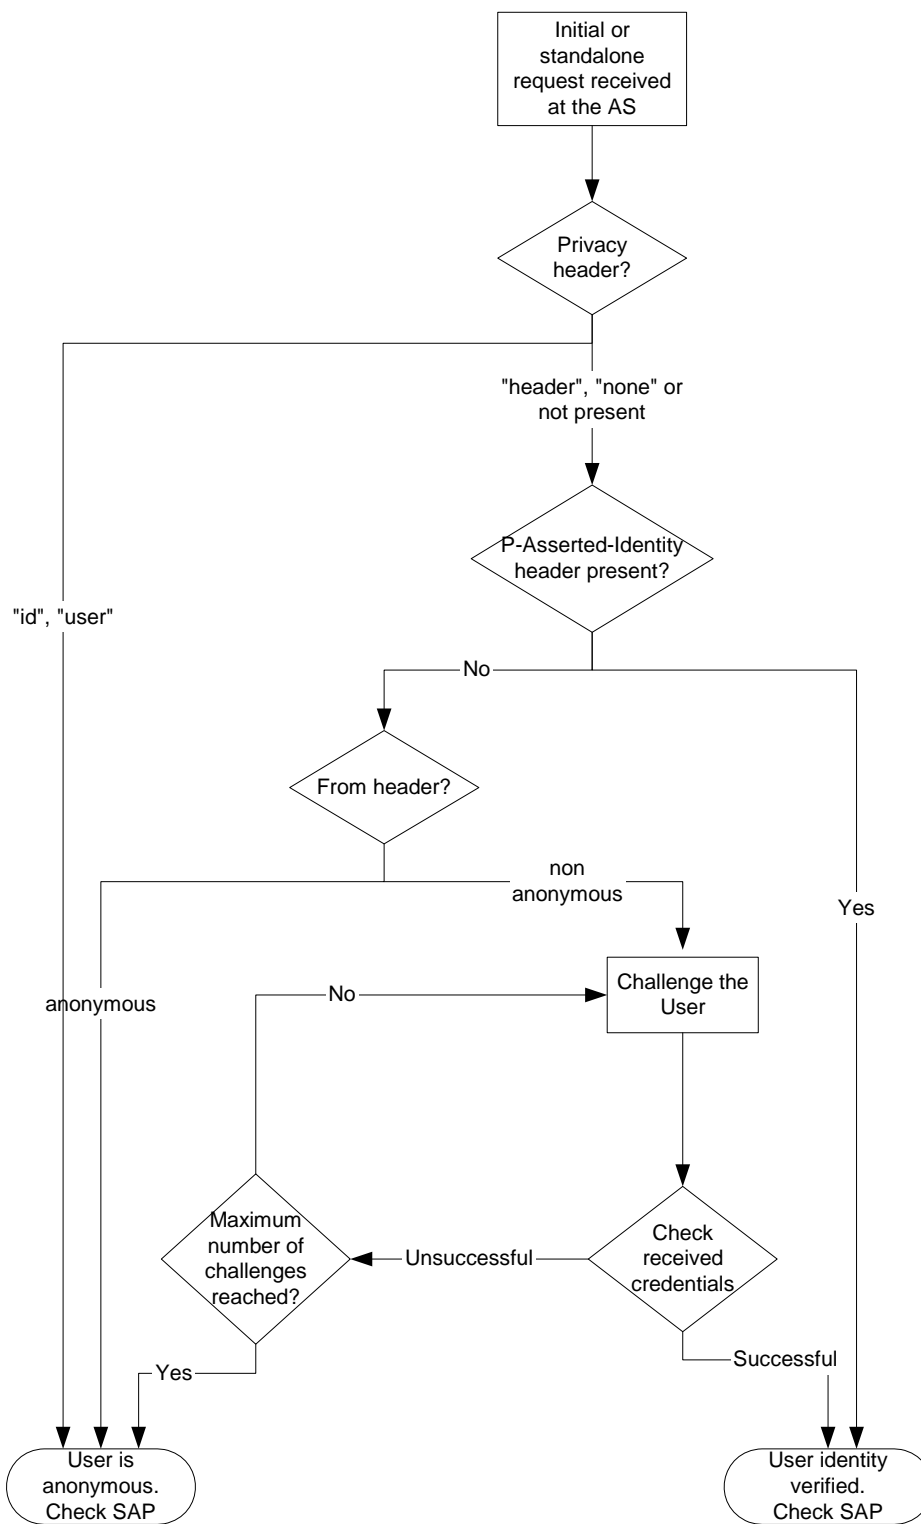 Initial or
standalone
request received
at the AS
Privacy
header?
"header", "none" or
not present
P-Asserted-Identity
header present?
"id", "user"
No
From header?
non
anonymous
Yes
Challenge the
User
No
anonymous
Maximum
number of
challenges
reached?
Unsuccessful
Check
received
credentials
Yes
Successful
User is
anonymous.
Check SAP
User identity
verified.
Check SAP